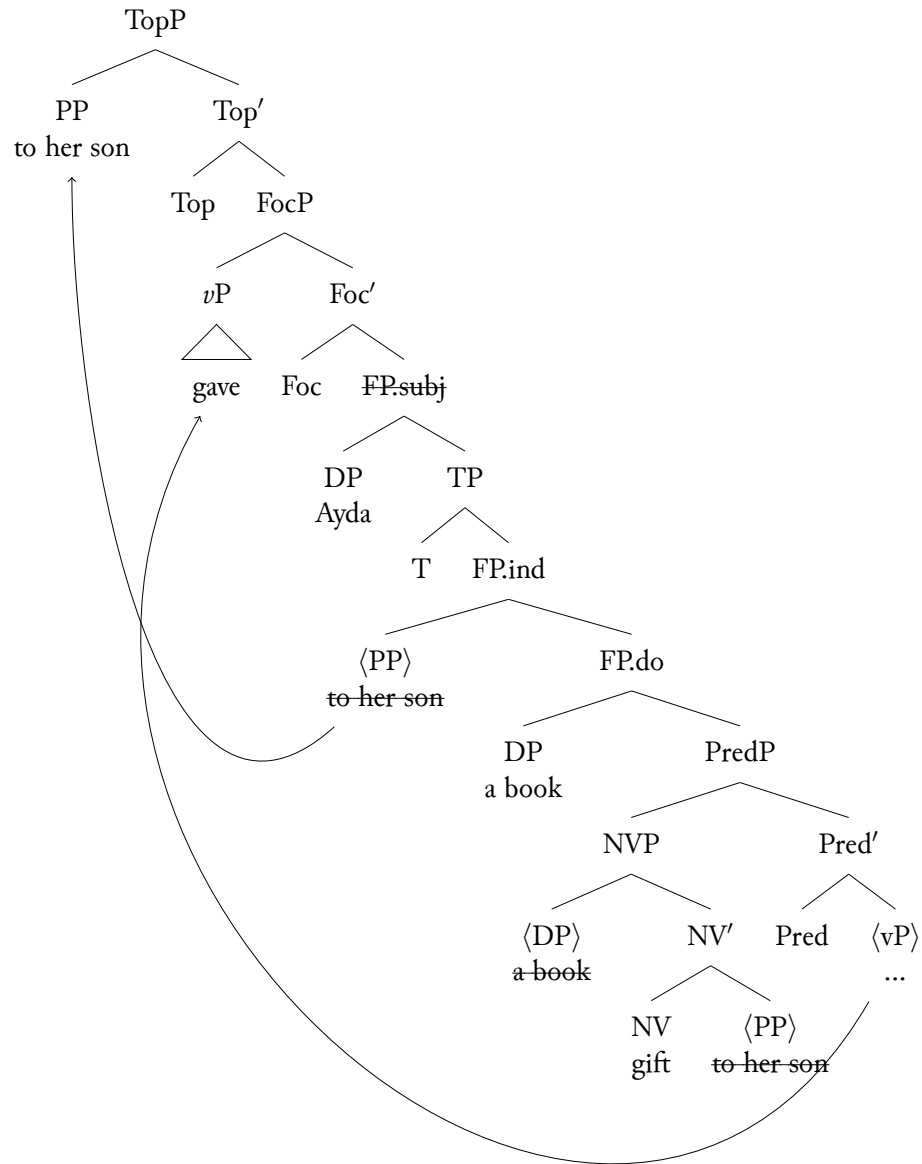 TopP
PP Top′
to her son
Top FocP
vP Foc′
gave Foc FP.subj
DP TP
Ayda
T FP.ind
⟨PP⟩ FP.do
to her son
DP PredP
a book
NVP Pred′
⟨DP⟩ NV′ Pred ⟨vP⟩
a book ...
NV ⟨PP⟩
gift to her son